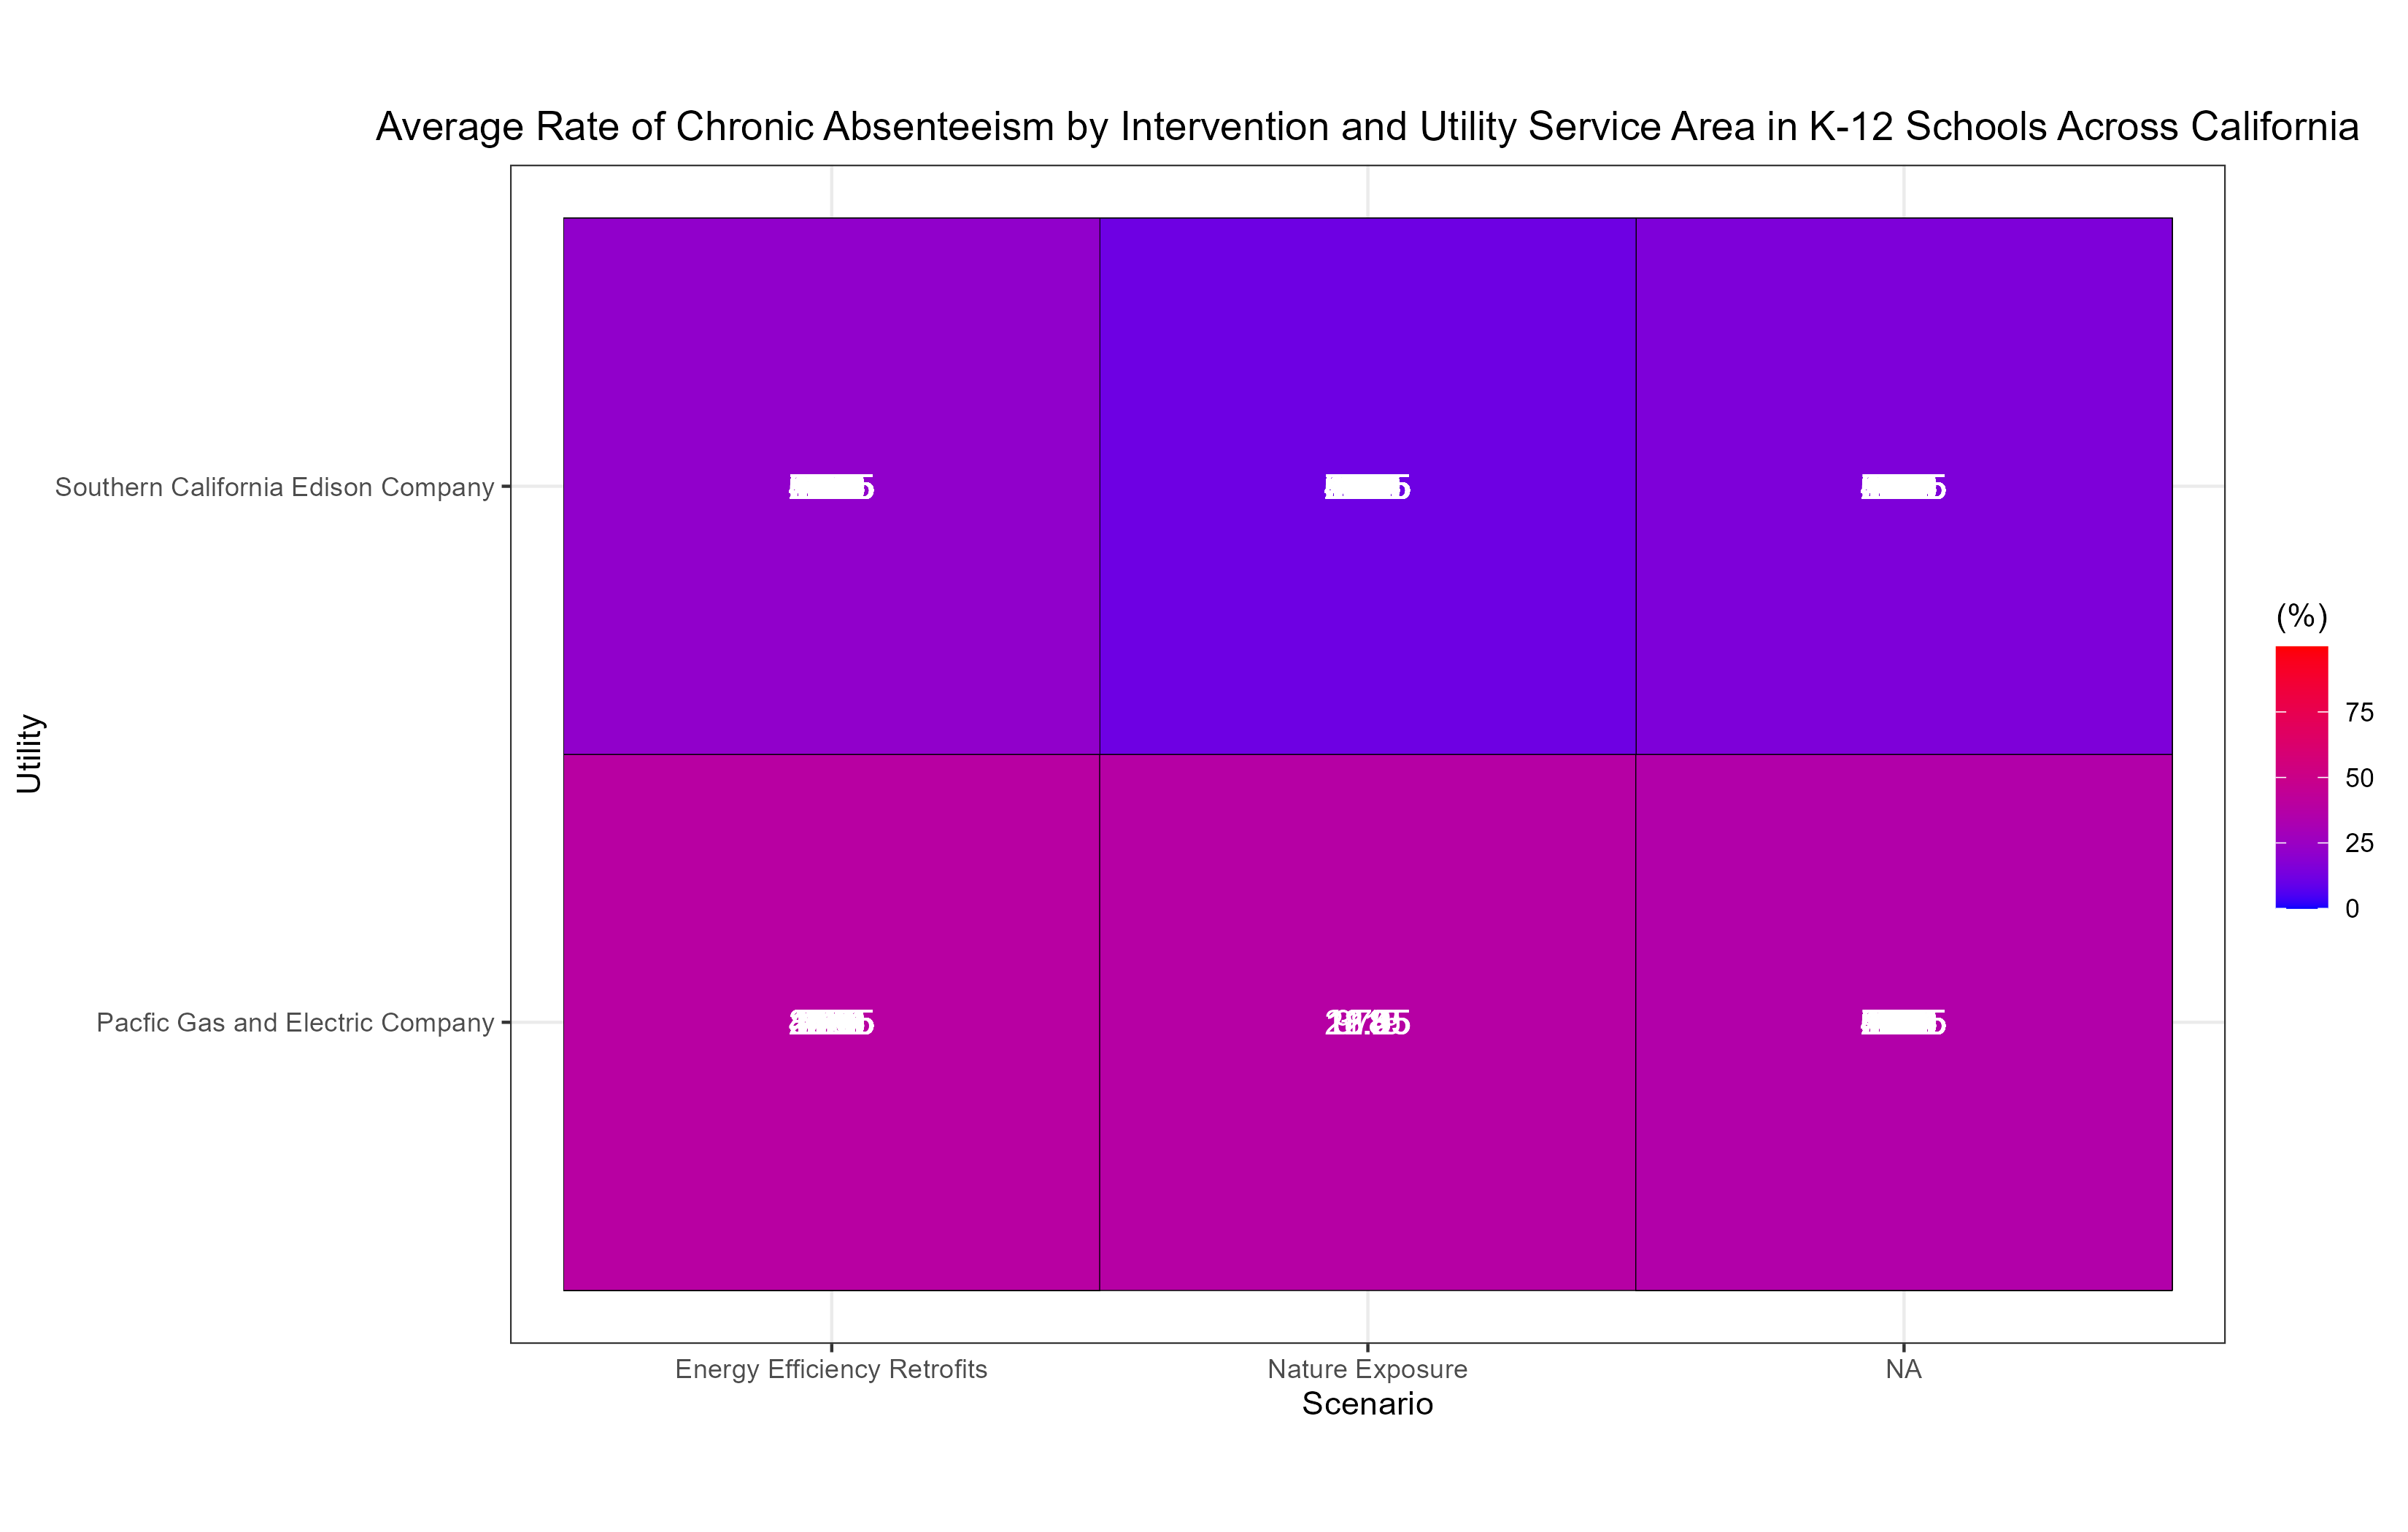 Average Rate of Chronic Absenteeism by Intervention and Utility Service Area in K-12 Schools Across California
Utility
Southern California Edison Company
Pacfic Gas and Electric Company
(%)
75
50
25
0
Energy Efficiency Retrofits
Nature Exposure
NA
Scenario